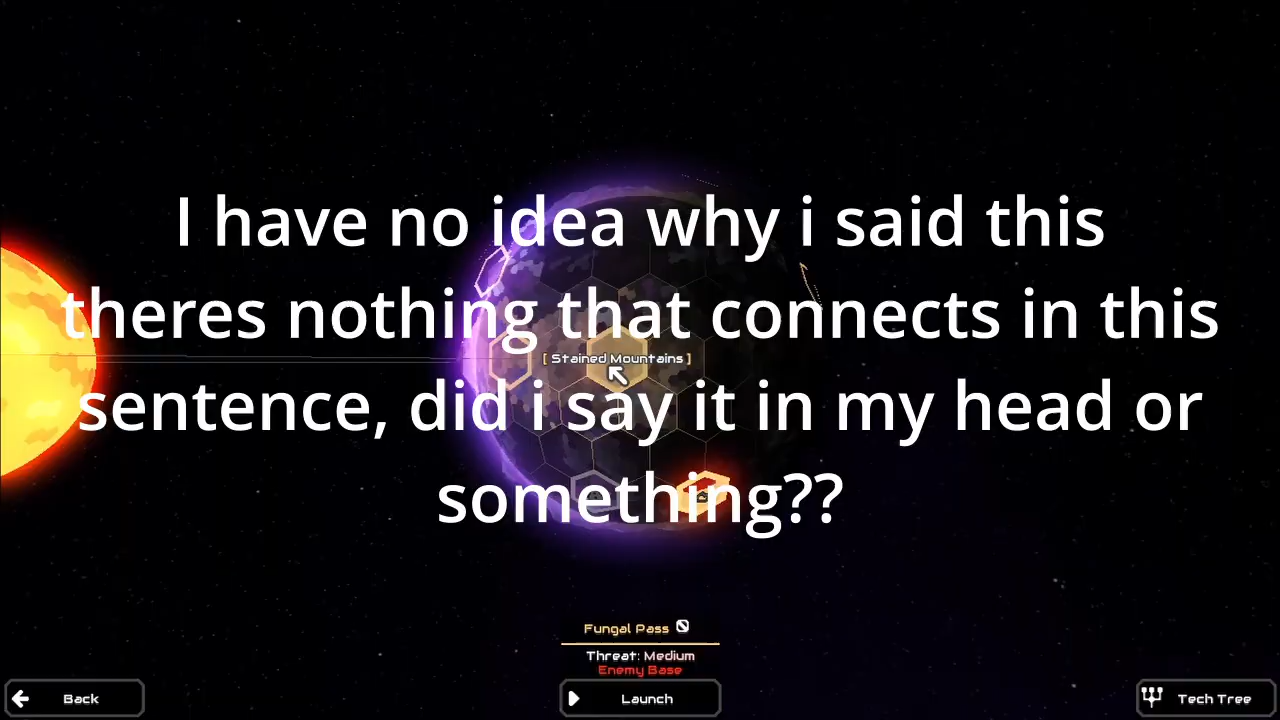 I have no idea why i said this
theres nothing that connects in this
[ Stained Mountains ]
sentence, did i say it in my head or
something??
Fungal Pass
Threat: Medium
Enemy Base
Back
Launch
Tech Tree